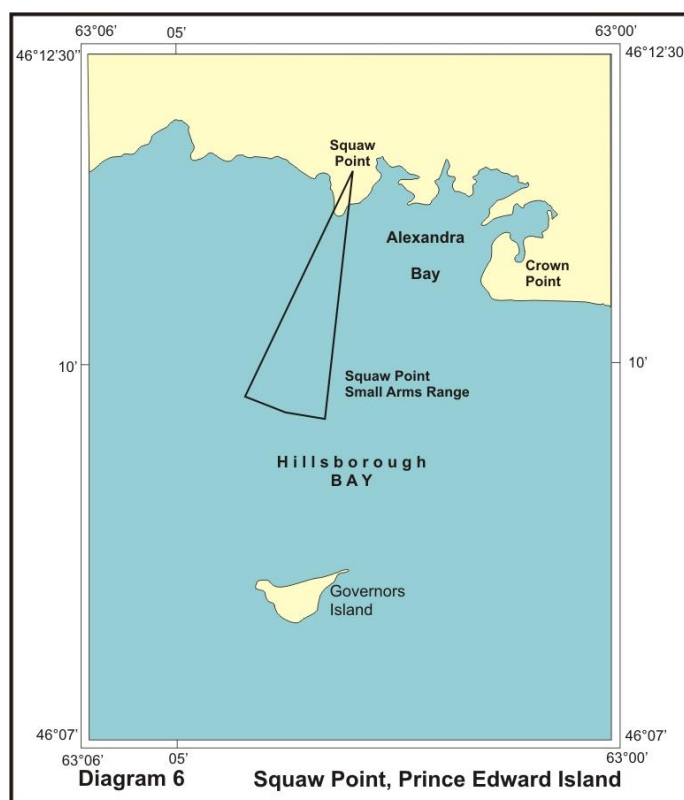 63°06' 05' 63°00'
46°12'30'' 46°12'30''
Squaw
Point
Alexandra
Bay
Crown
Point
10' 10'
Squaw Point
Small Arms Range
Hillsborough
BAY
Governors
Island
46°07' 46°07'
63°06' 05' 63°00'
Diagram 6 Squaw Point, Prince Edward Island